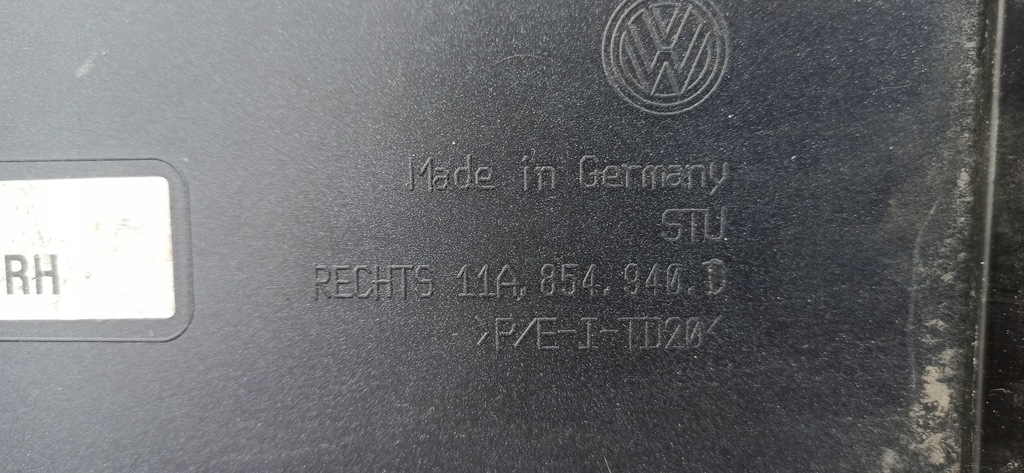 Made in Germany
STU
RH
RECHTS 11A.854.940.D
>P/E-I-TD20<